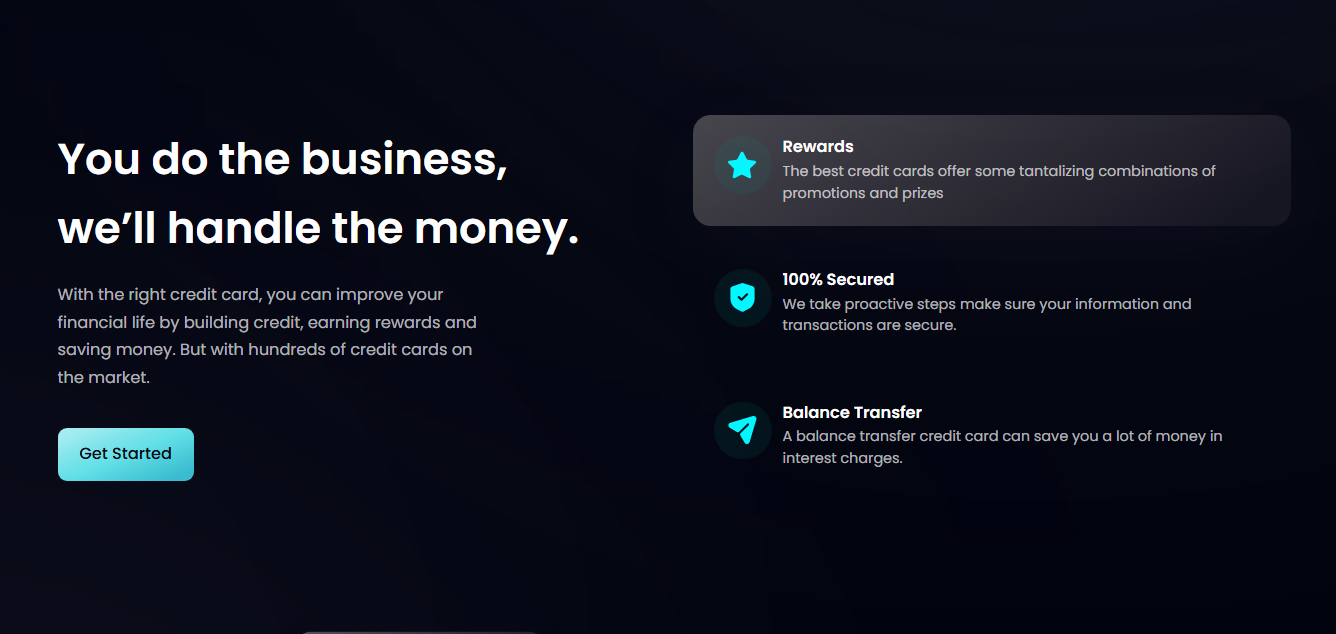 You do the business,
we’ll handle the money.
With the right credit card, you can improve your
financial life by building credit, earning rewards and
saving money. But with hundreds of credit cards on
the market.
Get Started
Rewards
The best credit cards offer some tantalizing combinations of
promotions and prizes
100% Secured
We take proactive steps make sure your information and
transactions are secure.
Balance Transfer
A balance transfer credit card can save you a lot of money in
interest charges.